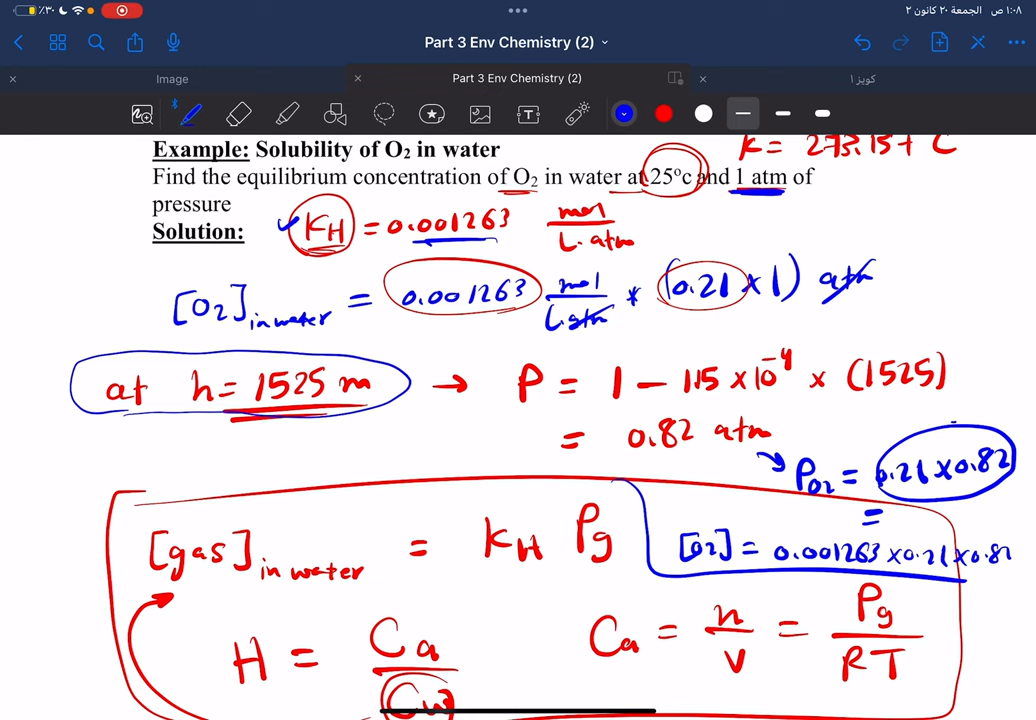 ٪٣٠ ١:٠٨ ص الجمعة ٢٠ كانون ٢
Part 3 Env Chemistry (2)
Image
Part 3 Env Chemistry (2)
كويز ١
K = 273.15 + C
Example: Solubility of O₂ in water
Find the equilibrium concentration of O₂ in water at 25°c and 1 atm of
pressure
Solution: KH = 0.001263 mol/L.atm
[O2] in water = 0.001263 mol/L.atm * (0.21 x 1) atm
at h = 1525 m → P = 1 - 115 x 10⁻⁴ x (1525)
= 0.82 atm
PO2 = 0.21 x 0.82
=
[gas] in water = KH Pg
[O2] = 0.001263 x 0.21 x 0.82
H = Ca/Cw
Ca = n/V = Pg/RT